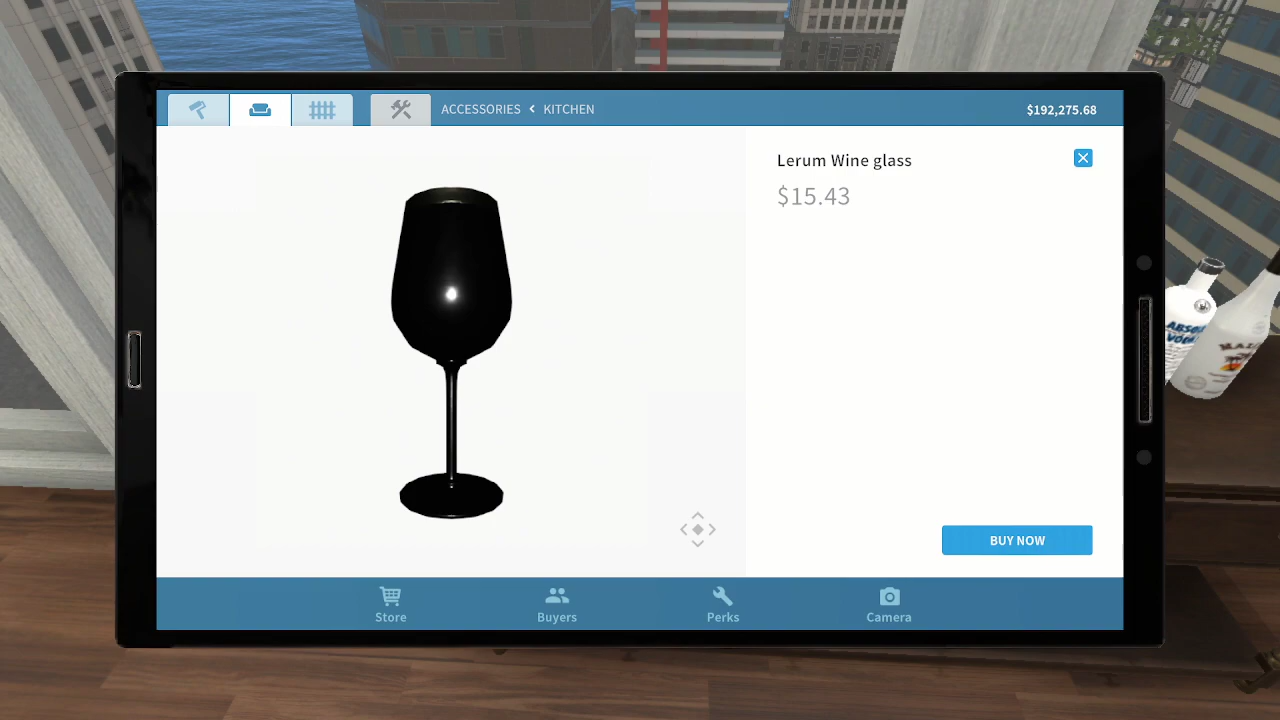 ACCESSORIES < KITCHEN
$192,275.68
Lerum Wine glass
$15.43
BUY NOW
Store
Buyers
Perks
Camera